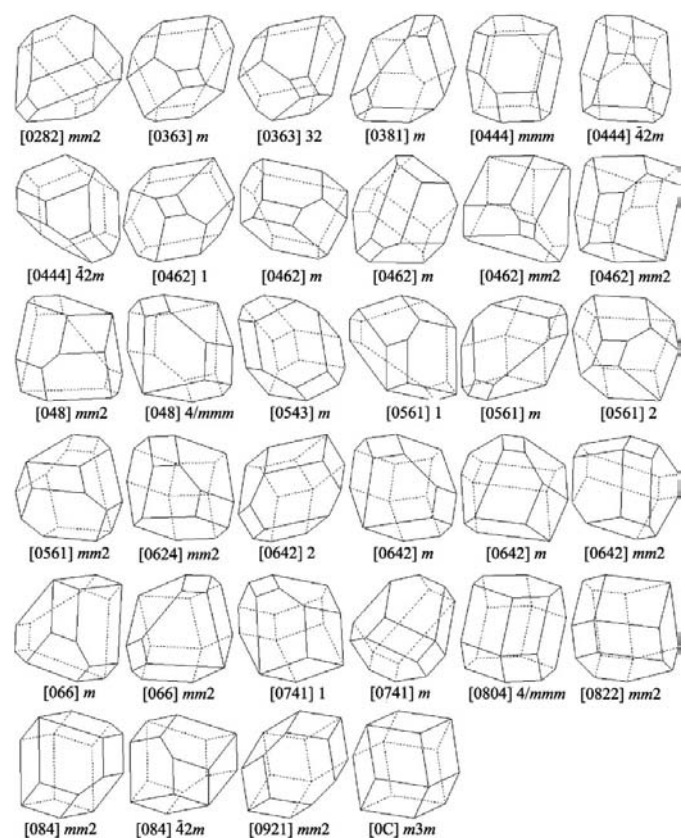 [0282] mm2 [0363] m [0363] 32 [0381] m [0444] mmm [0444] 4̄2m
[0444] 4̄2m [0462] 1 [0462] m [0462] m [0462] mm2 [0462] mm2
[048] mm2 [048] 4/mmm [0543] m [0561] 1 [0561] m [0561] 2
[0561] mm2 [0624] mm2 [0642] 2 [0642] m [0642] m [0642] mm2
[066] m [066] mm2 [0741] 1 [0741] m [0804] 4/mmm [0822] mm2
[084] mm2 [084] 4̄2m [0921] mm2 [0C] m3m